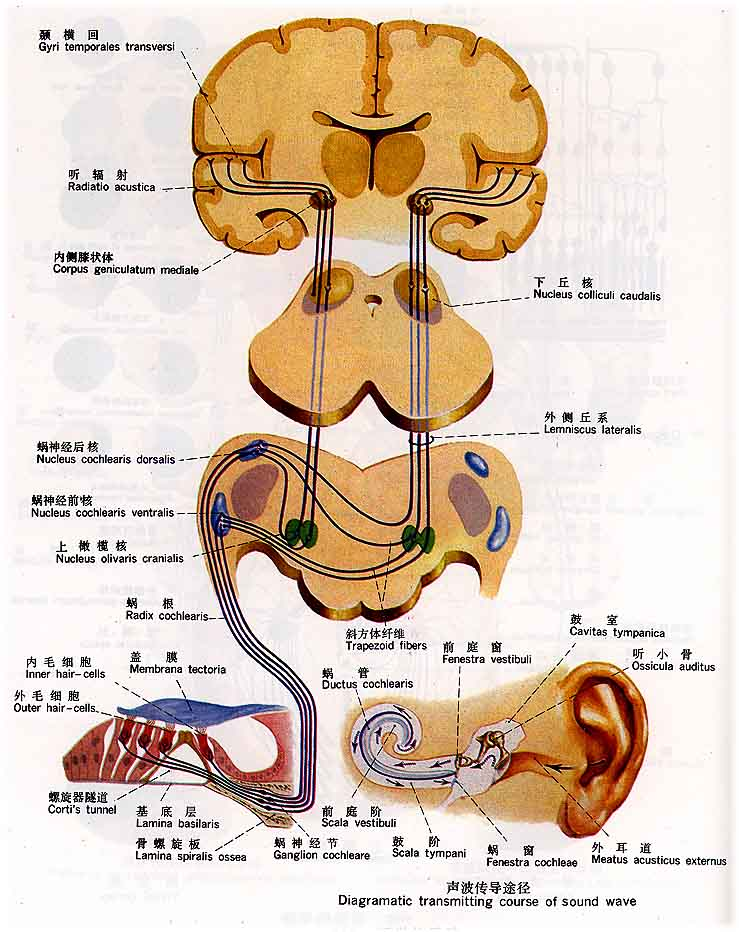 颞横回
Gyri temporales transversi
听辐射
Radiatio acustica
内侧膝状体
Corpus geniculatum mediale
下丘核
Nucleus colliculi caudalis
外侧丘系
Lemniscus lateralis
蜗神经后核
Nucleus cochlearis dorsalis
蜗神经前核
Nucleus cochlearis ventralis
上橄榄核
Nucleus olivaris cranialis
蜗根
Radix cochlearis
斜方体纤维
Trapezoid fibers
鼓室
Cavitas tympanica
前庭窗
Fenestra vestibuli
听小骨
Ossicula auditus
内毛细胞
Inner hair-cells
盖膜
Membrana tectoria
蜗管
Ductus cochlearis
外毛细胞
Outer hair-cells
螺旋器隧道
Corti's tunnel
基底层
Lamina basilaris
前庭阶
Scala vestibuli
骨螺旋板
Lamina spiralis ossea
蜗神经节
Ganglion cochleare
鼓阶
Scala tympani
蜗窗
Fenestra cochleae
外耳道
Meatus acusticus externus
声波传导途径
Diagramatic transmitting course of sound wave